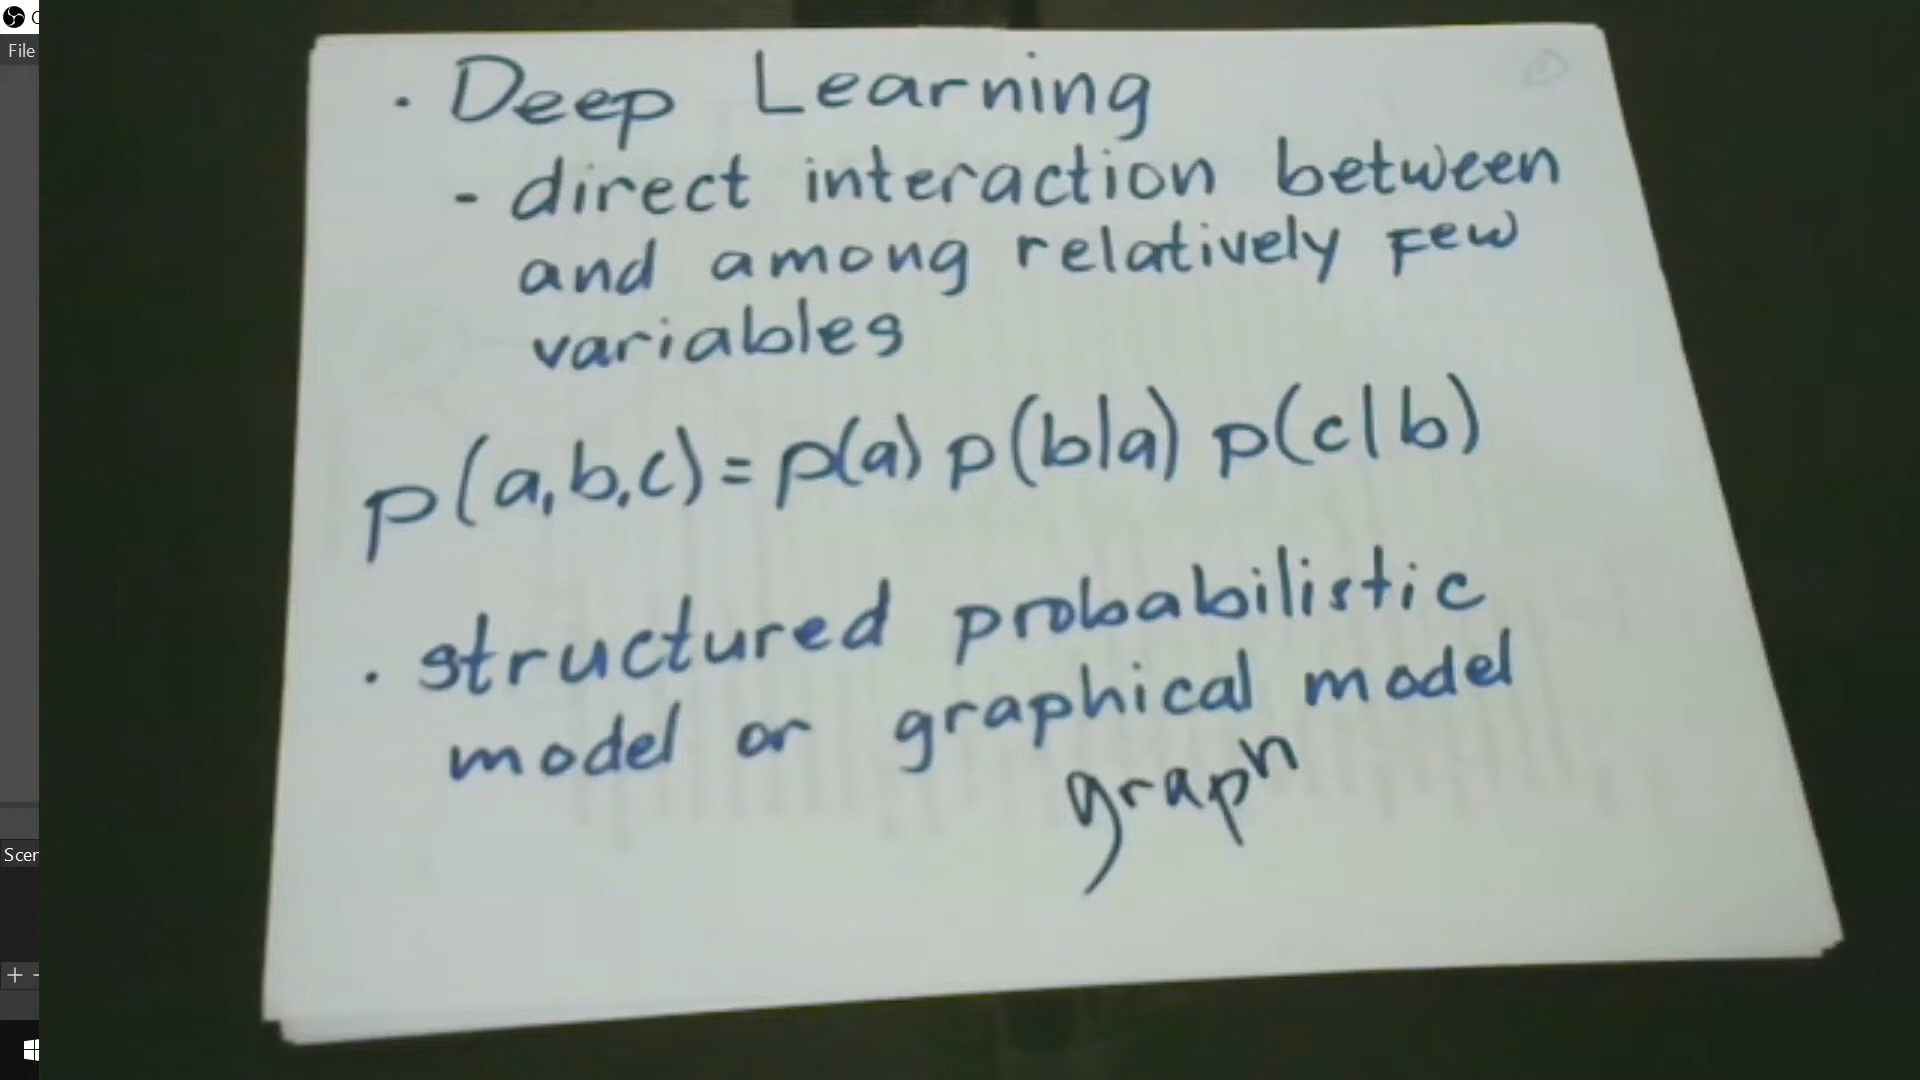 File
Scer
+ -
• Deep Learning
- direct interaction between
and among relatively few
variables
p(a,b,c) = p(a) p(b|a) p(c|b)
• structured probabilistic
model or graphical model
graph